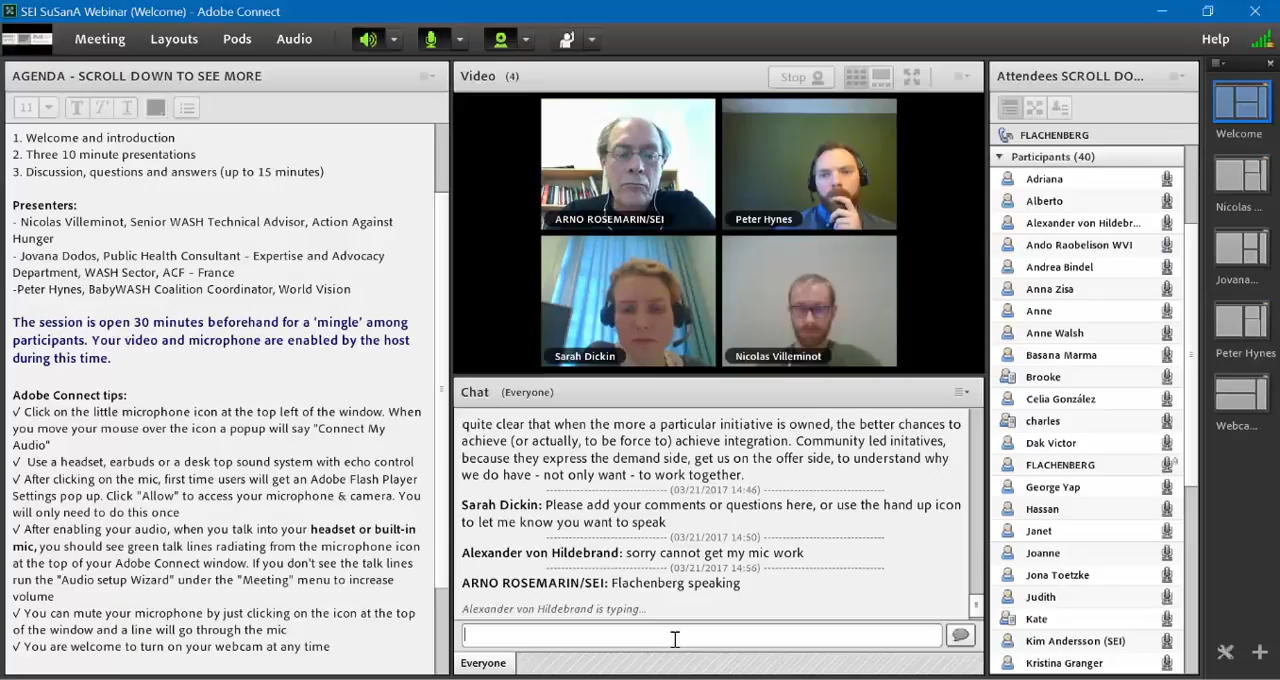 SEI SuSanA Webinar (Welcome) - Adobe Connect
Meeting Layouts Pods Audio Help
AGENDA - SCROLL DOWN TO SEE MORE
11 T T T
1. Welcome and introduction
2. Three 10 minute presentations
3. Discussion, questions and answers (up to 15 minutes)
Presenters:
- Nicolas Villeminot, Senior WASH Technical Advisor, Action Against
Hunger
- Jovana Dodos, Public Health Consultant - Expertise and Advocacy
Department, WASH Sector, ACF - France
-Peter Hynes, BabyWASH Coalition Coordinator, World Vision
The session is open 30 minutes beforehand for a 'mingle' among
participants. Your video and microphone are enabled by the host
during this time.
Adobe Connect tips:
√ Click on the little microphone icon at the top left of the window. When
you move your mouse over the icon a popup will say "Connect My
Audio"
√ Use a headset, earbuds or a desk top sound system with echo control
√ After clicking on the mic, first time users will get an Adobe Flash Player
Settings pop up. Click "Allow" to access your microphone & camera. You
will only need to do this once
√ After enabling your audio, when you talk into your headset or built-in
mic, you should see green talk lines radiating from the microphone icon
at the top of your Adobe Connect window. If you don't see the talk lines
run the "Audio setup Wizard" under the "Meeting" menu to increase
volume
√ You can mute your microphone by just clicking on the icon at the top
of the window and a line will go through the mic
√ You are welcome to turn on your webcam at any time
Video (4)
Stop
ARNO ROSEMARIN/SEI
Peter Hynes
Sarah Dickin
Nicolas Villeminot
Chat (Everyone)
quite clear that when the more a particular initiative is owned, the better chances to
achieve (or actually, to be force to) achieve integration. Community led initatives,
because they express the demand side, get us on the offer side, to understand why
we do have - not only want - to work together.
(03/21/2017 14:46)
Sarah Dickin: Please add your comments or questions here, or use the hand up icon
to let me know you want to speak
(03/21/2017 14:50)
Alexander von Hildebrand: sorry cannot get my mic work
(03/21/2017 14:56)
ARNO ROSEMARIN/SEI: Flachenberg speaking
Alexander von Hildebrand is typing...
Everyone
Attendees SCROLL DO...
FLACHENBERG
Participants (40)
Adriana
Alberto
Alexander von Hildebr...
Ando Raobelison WVI
Andrea Bindel
Anna Zisa
Anne
Anne Walsh
Basana Marma
Brooke
Celia González
charles
Dak Victor
FLACHENBERG
George Yap
Hassan
Janet
Joanne
Jona Toetzke
Judith
Kate
Kim Andersson (SEI)
Kristina Granger
Welcome
Nicolas ...
Jovana...
Peter Hynes
Webca...